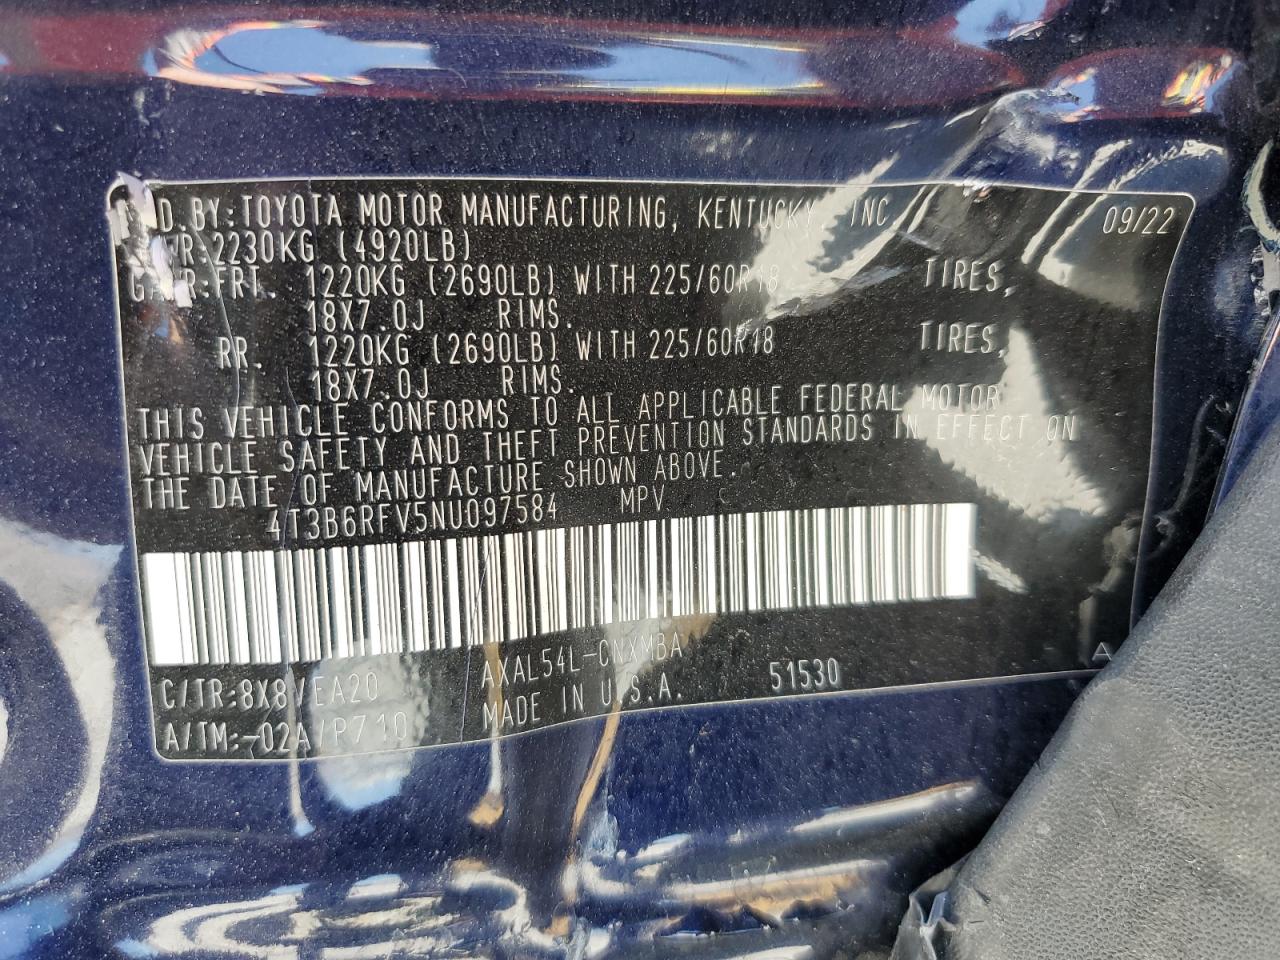 D. BY: TOYOTA MOTOR MANUFACTURING, KENTUCKY, INC 09/22
R: 2230KG (4920LB)
FRT. 1220KG (2690LB) WITH 225/60R18 TIRES,
18X7.0J RIMS.
RR. 1220KG (2690LB) WITH 225/60R18 TIRES,
18X7.0J RIMS.
THIS VEHICLE CONFORMS TO ALL APPLICABLE FEDERAL MOTOR
VEHICLE SAFETY AND THEFT PREVENTION STANDARDS IN EFFECT ON
THE DATE OF MANUFACTURE SHOWN ABOVE.
4T3B6RFV5NU097584 MPV
C/TR: 8X8/EA20 AXAL54L-CNXMBA A
A/TM: -02A/P710 MADE IN U.S.A. 51530